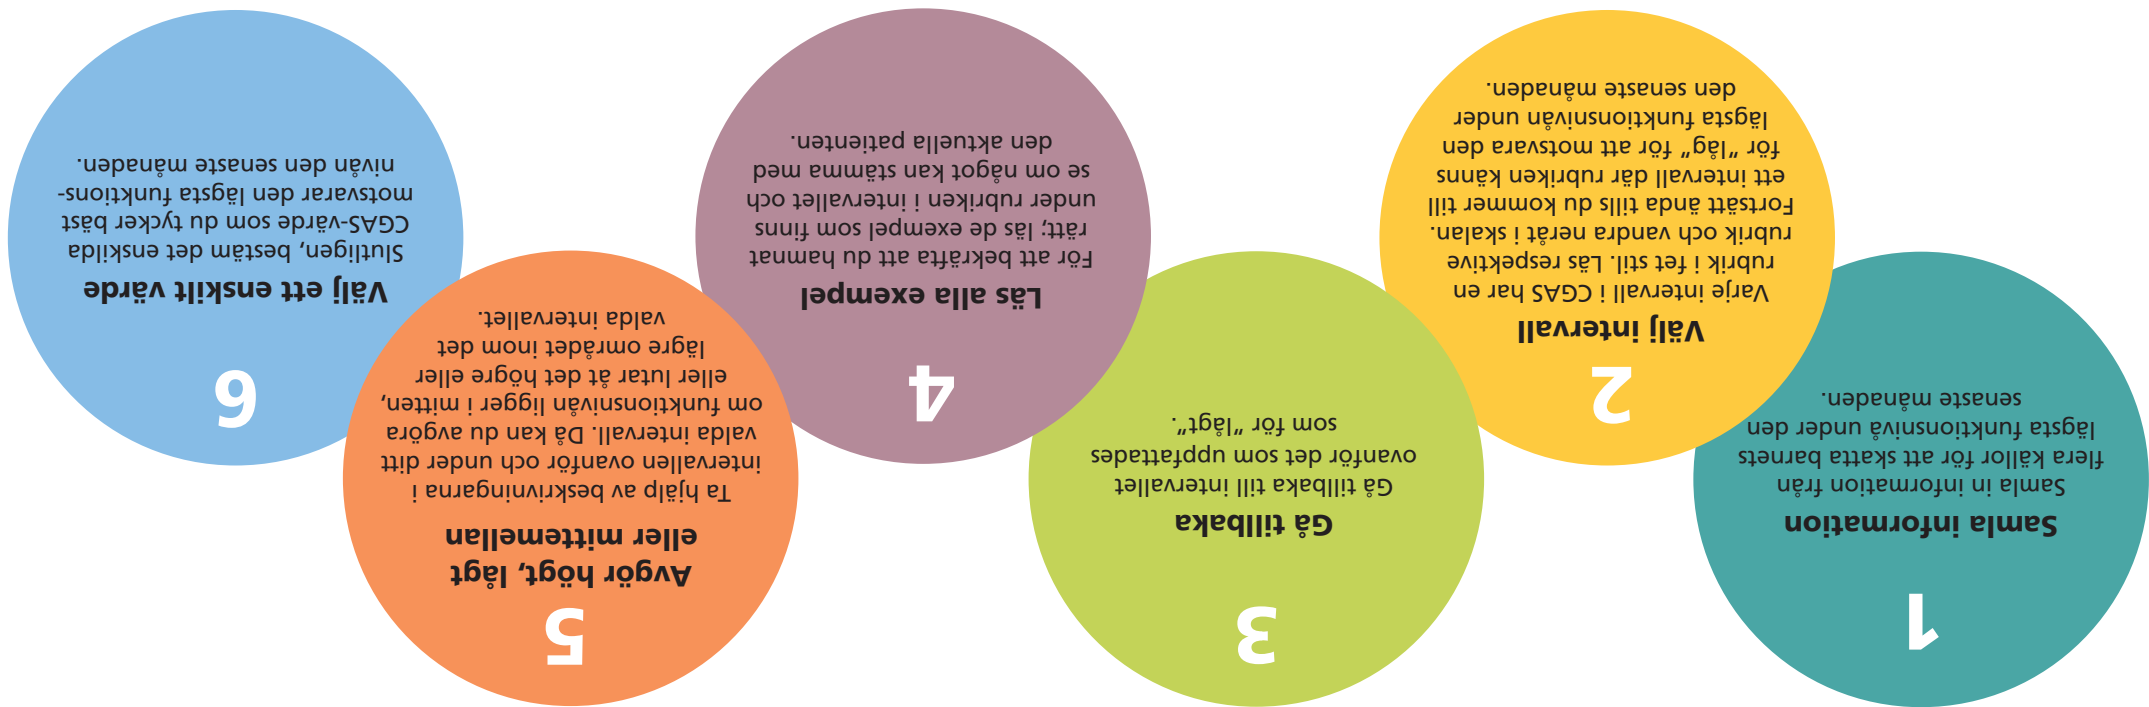 1
Samla information
Samla in information från
flera källor för att skatta barnets
lägsta funktionsnivå under den
senaste månaden.
2
Välj intervall
Varje intervall i CGAS har en
rubrik i fet stil. Läs respektive
rubrik och vandra neråt i skalan.
Fortsätt ända tills du kommer till
ett intervall där rubriken känns
för ”låg” för att motsvara den
lägsta funktionsnivån under
den senaste månaden.
3
Gå tillbaka
Gå tillbaka till intervallet
ovanför det som uppfattades
som för ”lågt”.
4
Läs alla exempel
För att bekräfta att du hamnat
rätt; läs de exempel som finns
under rubriken i intervallet och
se om något kan stämma med
den aktuella patienten.
5
Avgör högt, lågt
eller mittemellan
Ta hjälp av beskrivningarna i
intervallen ovanför och under ditt
valda intervall. Då kan du avgöra
om funktionsnivån ligger i mitten,
eller lutar åt det högre eller
lägre området inom det
valda intervallet.
6
Välj ett enskilt värde
Slutligen, bestäm det enskilda
CGAS-värde som du tycker bäst
motsvarar den lägsta funktions-
nivån den senaste månaden.